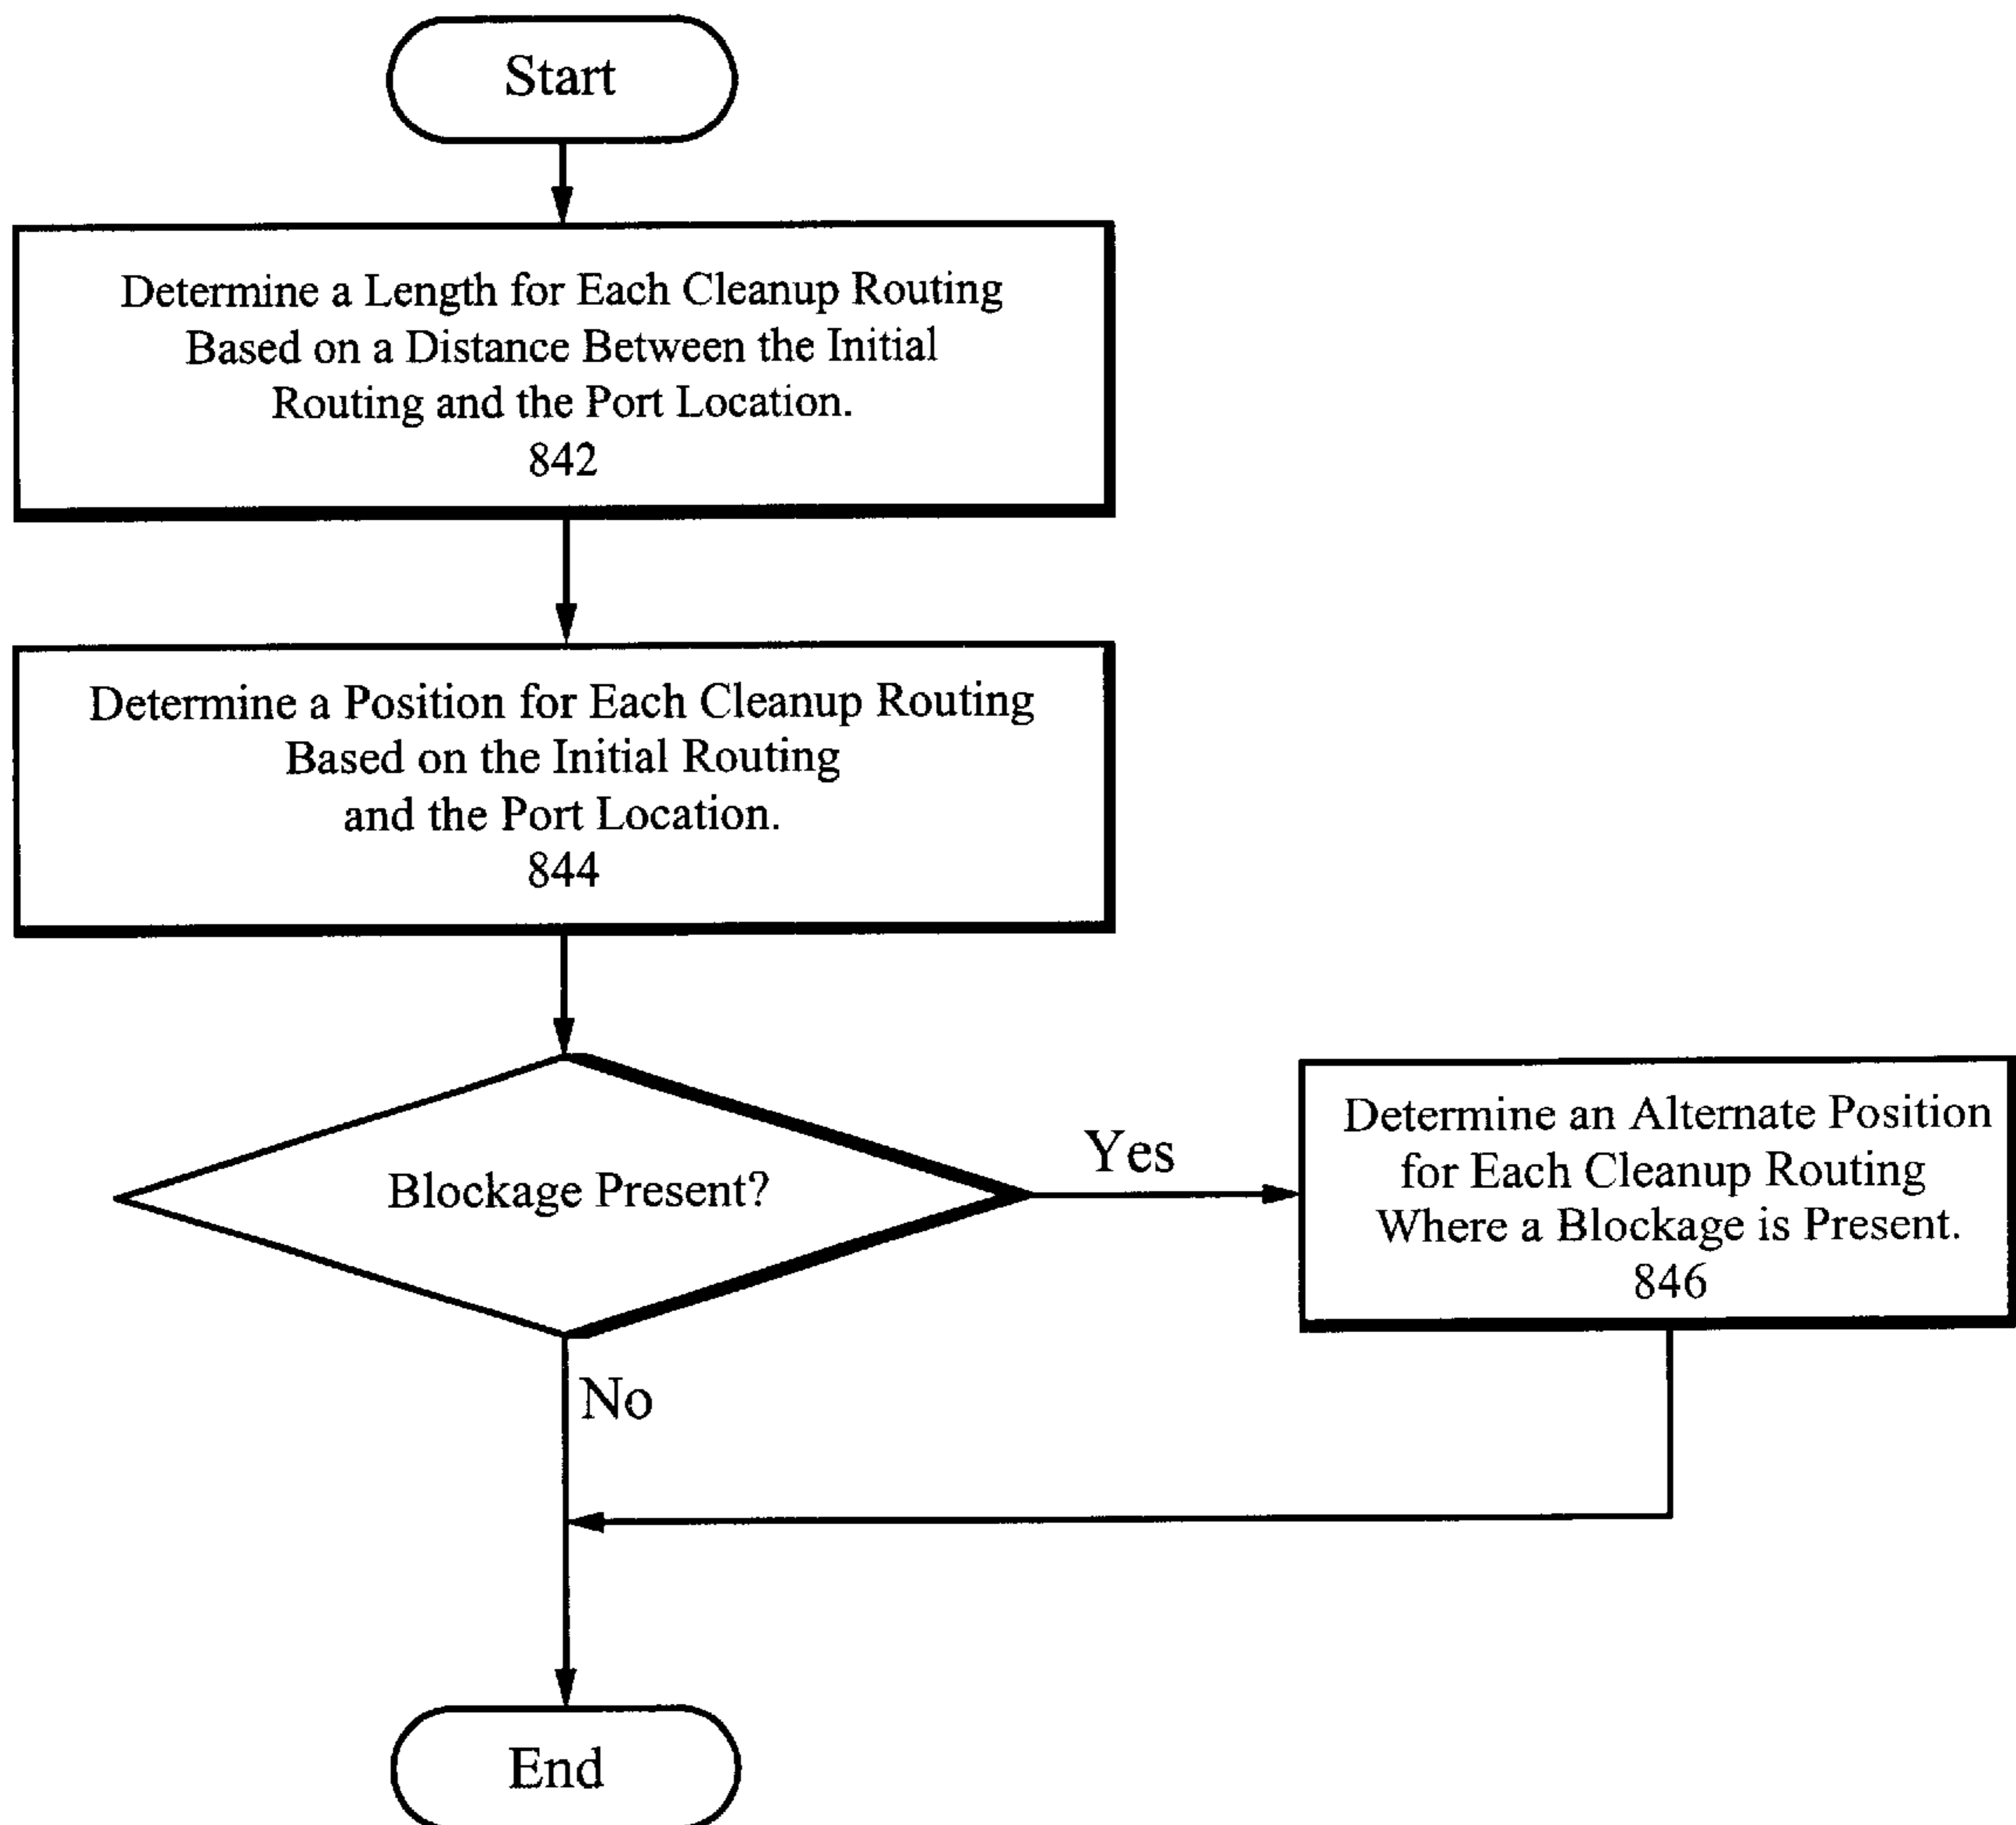 Start
Determine a Length for Each Cleanup Routing
Based on a Distance Between the Initial
Routing and the Port Location.
842
Determine a Position for Each Cleanup Routing
Based on the Initial Routing
and the Port Location.
844
Blockage Present?
Yes
Determine an Alternate Position
for Each Cleanup Routing
Where a Blockage is Present.
846
No
End